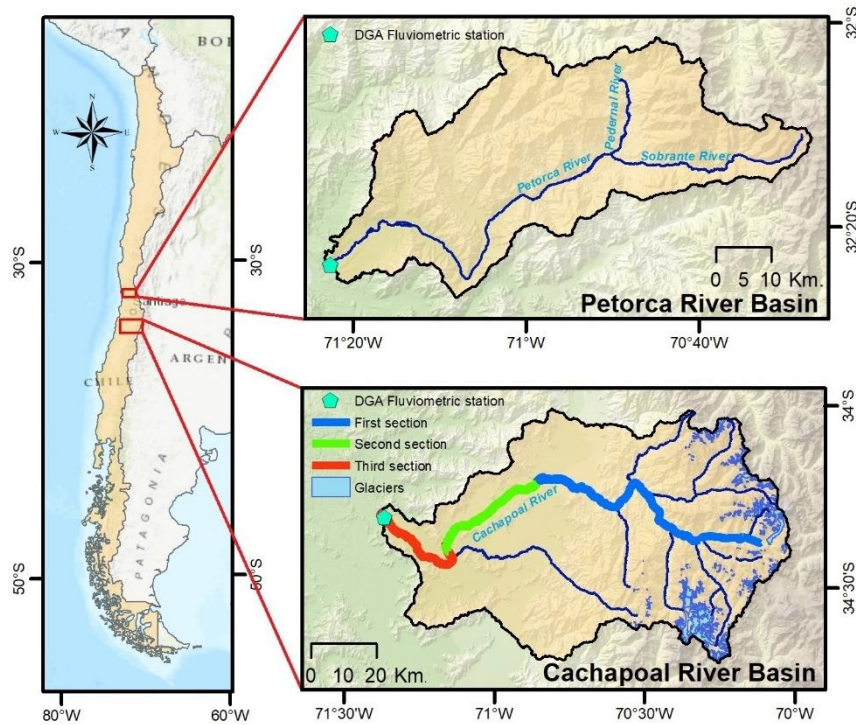 BOL
N
W
E
S
30°S
30°S
Santiago
ARGEN
CHILE
PATAGONIA
50°S
50°S
80°W
60°W
DGA Fluviometric station
Pedernal River
Petorca River
Sobrante River
0 5 10 Km.
Petorca River Basin
32°S
32°20'S
71°20'W
71°W
70°40'W
DGA Fluviometric station
First section
Second section
Third section
Glaciers
Cachapoal River
0 10 20 Km.
Cachapoal River Basin
34°S
34°30'S
71°30'W
71°W
70°30'W
70°W